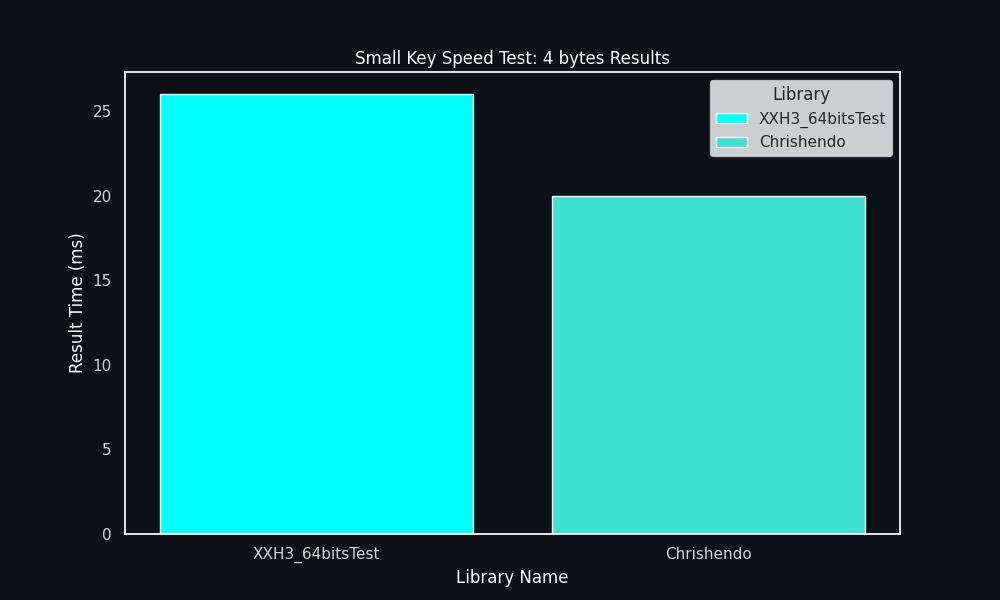 Small Key Speed Test: 4 bytes Results
Library
XXH3_64bitsTest
Chrishendo
25
20
15
10
5
0
Result Time (ms)
XXH3_64bitsTest
Chrishendo
Library Name